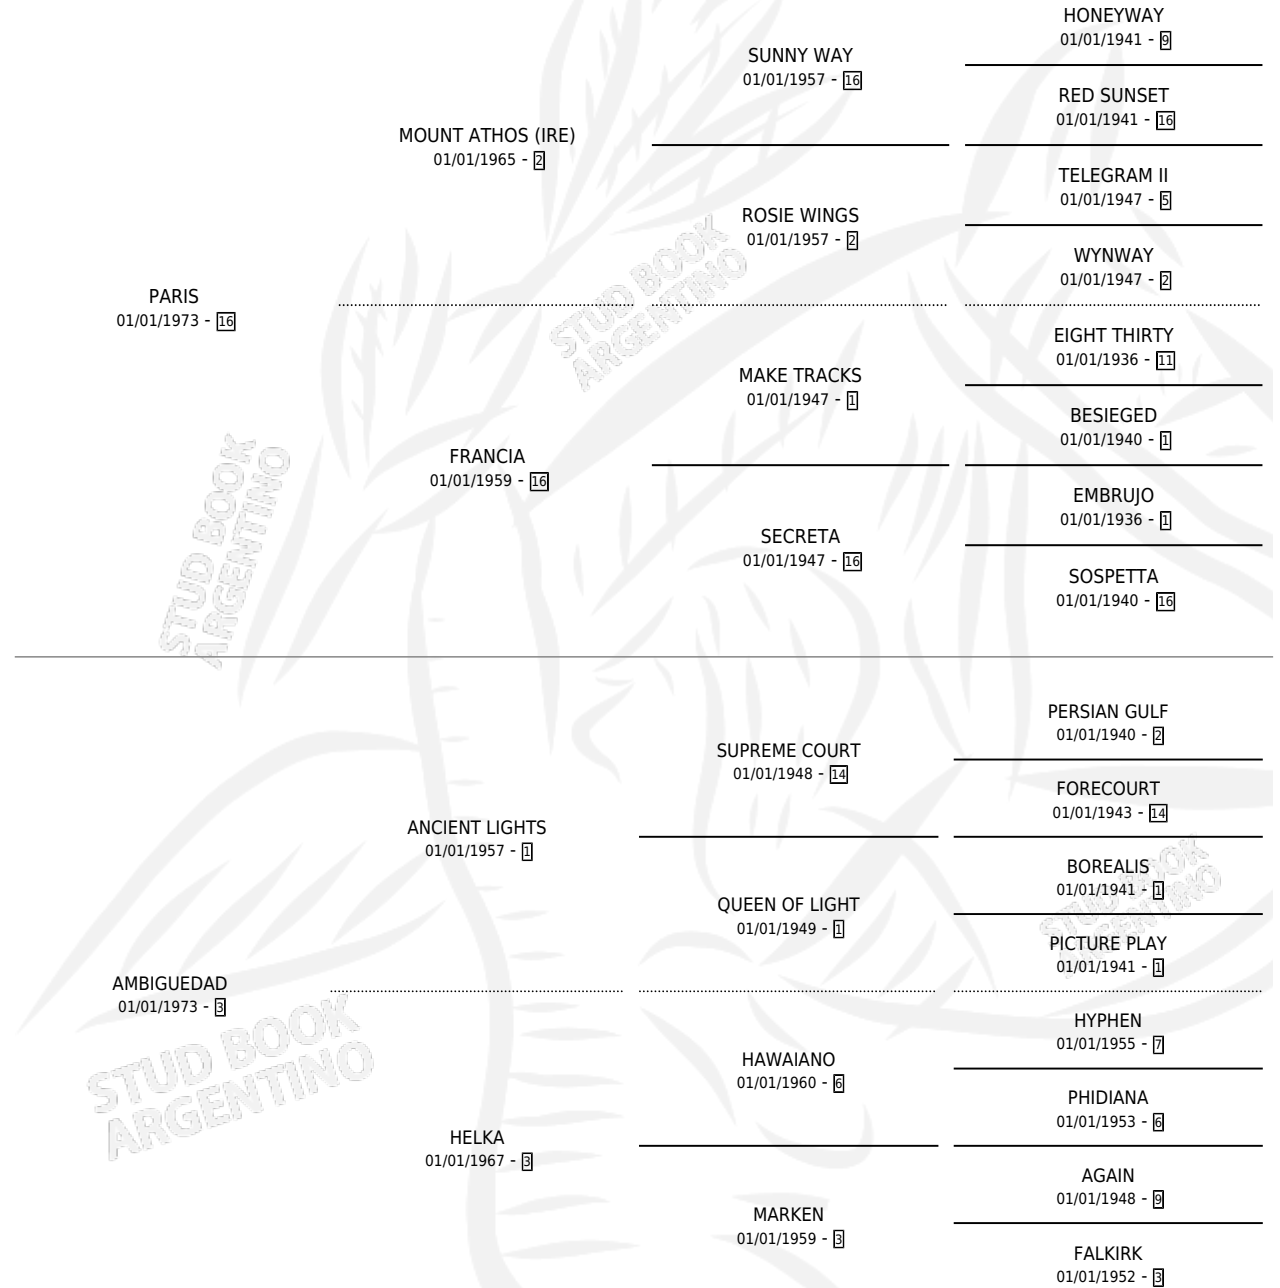 HONEYWAY
01/01/1941 - 9
SUNNY WAY
01/01/1957 - 16
RED SUNSET
01/01/1941 - 16
MOUNT ATHOS (IRE)
01/01/1965 - 2
TELEGRAM II
01/01/1947 - 5
ROSIE WINGS
01/01/1957 - 2
WYNWAY
01/01/1947 - 2
PARIS
01/01/1973 - 16
EIGHT THIRTY
01/01/1936 - 11
MAKE TRACKS
01/01/1947 - 1
BESIEGED
01/01/1940 - 1
FRANCIA
01/01/1959 - 16
EMBRUJO
01/01/1936 - 1
SECRETA
01/01/1947 - 16
SOSPETTA
01/01/1940 - 16
PERSIAN GULF
01/01/1940 - 2
SUPREME COURT
01/01/1948 - 14
FORECOURT
01/01/1943 - 14
ANCIENT LIGHTS
01/01/1957 - 1
BOREALIS
01/01/1941 - 1
QUEEN OF LIGHT
01/01/1949 - 1
PICTURE PLAY
01/01/1941 - 1
AMBIGUEDAD
01/01/1973 - 3
HYPHEN
01/01/1955 - 7
HAWAIANO
01/01/1960 - 6
PHIDIANA
01/01/1953 - 6
HELKA
01/01/1967 - 3
AGAIN
01/01/1948 - 9
MARKEN
01/01/1959 - 3
FALKIRK
01/01/1952 - 3
STUD BOOK
ARGENTINO
STUD BOOK
ARGENTINO
STUD BOOK
ARGENTINO
STUD BOOK
ARGENTINO